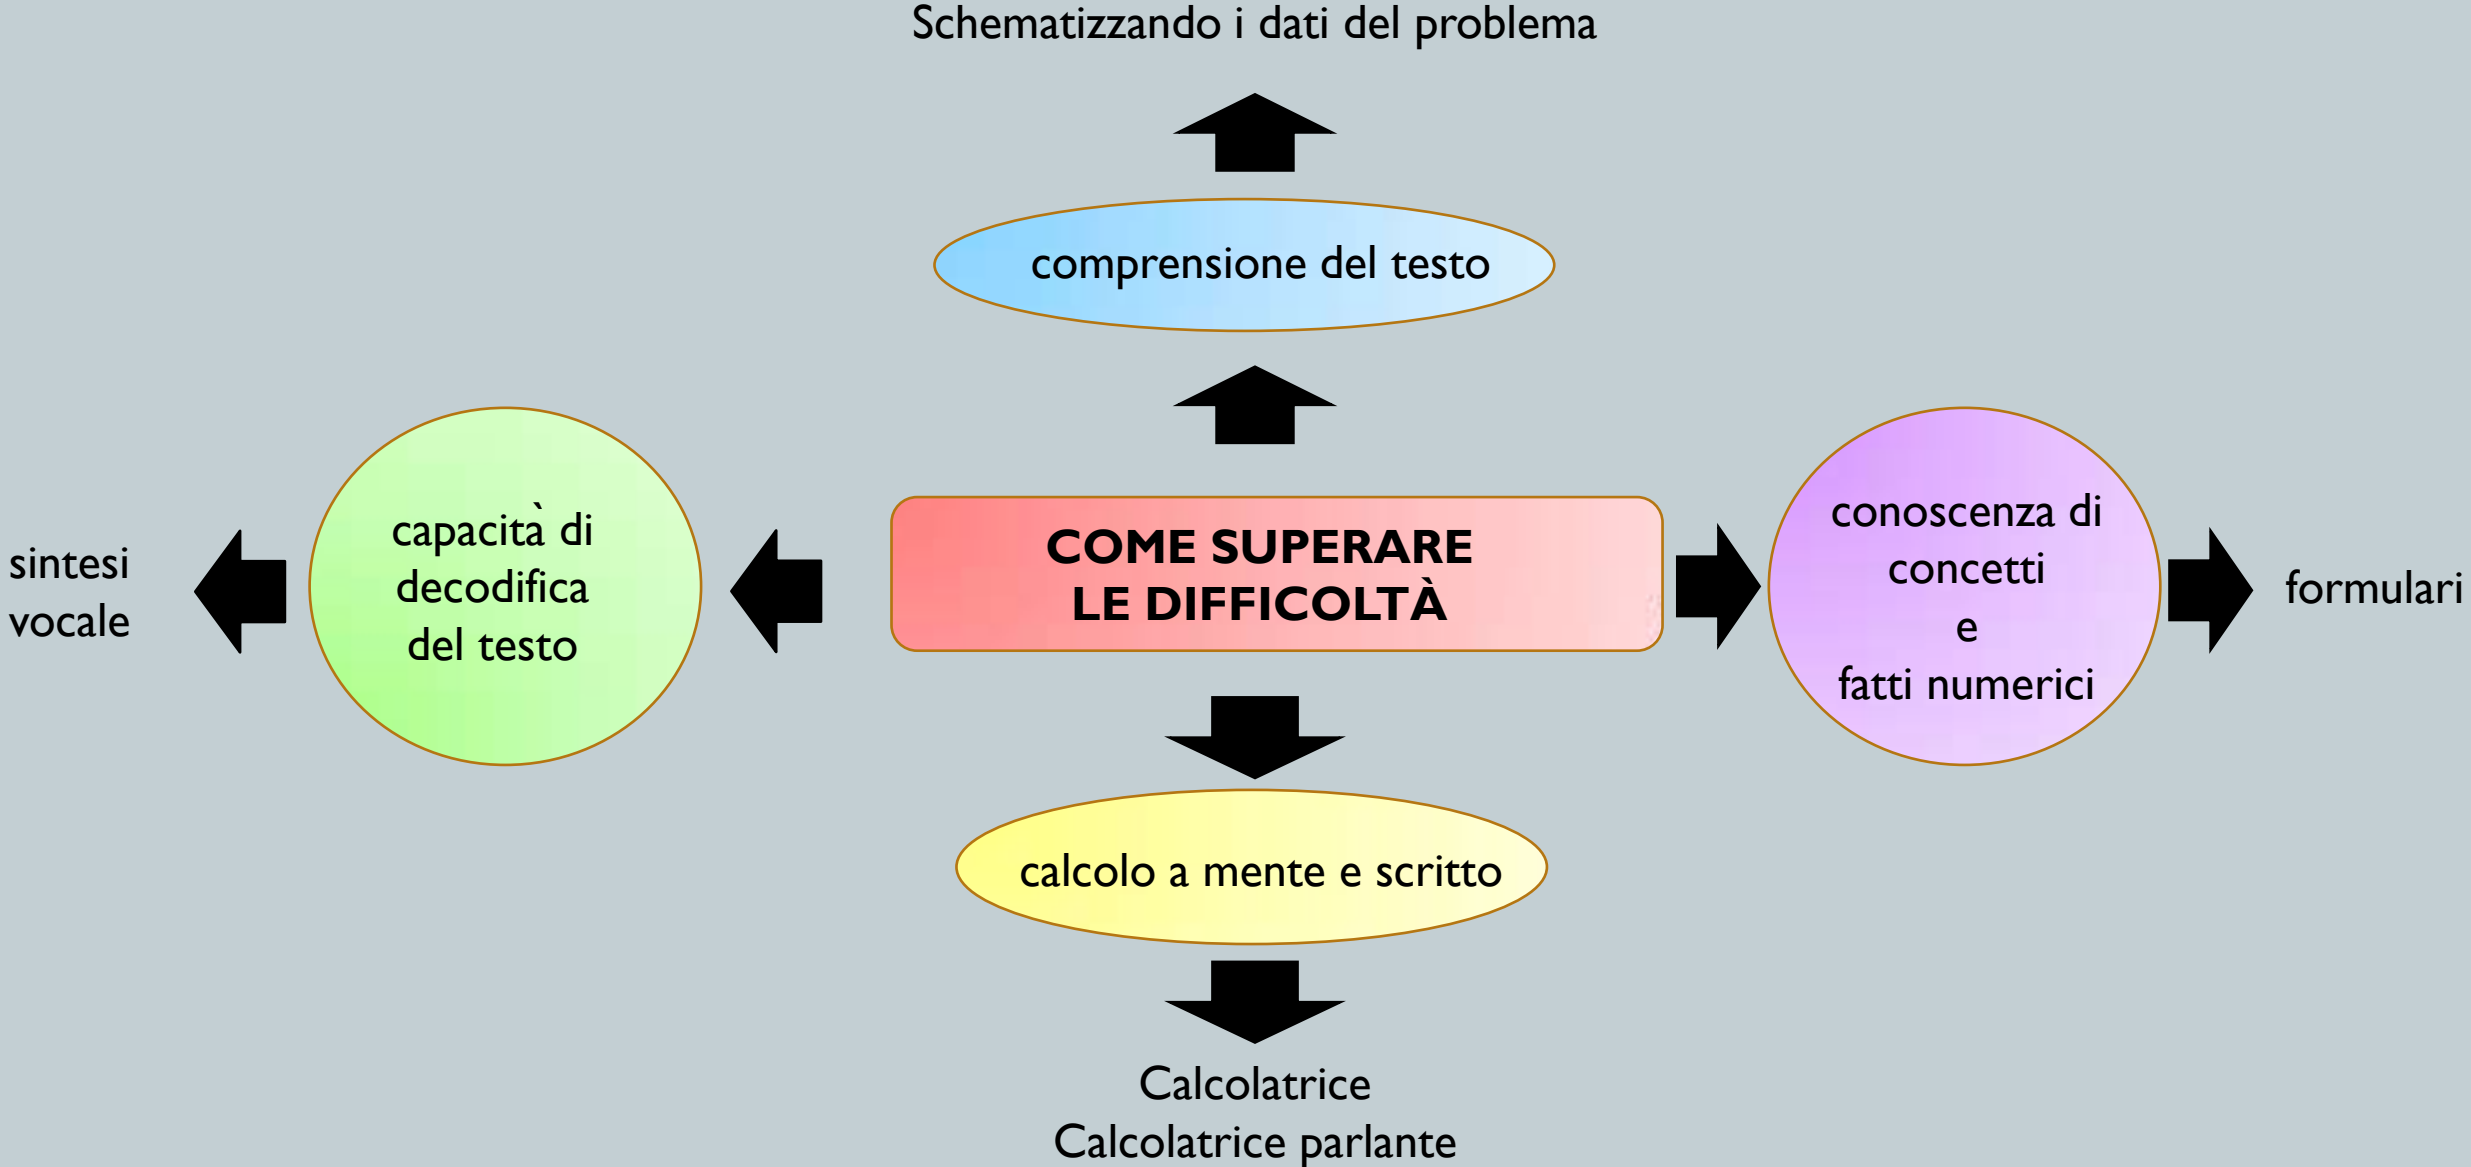 Schematizzando i dati del problema
comprensione del testo
sintesi
vocale
capacità di
decodifica
del testo
COME SUPERARE
LE DIFFICOLTÀ
conoscenza di
concetti
e
fatti numerici
formulari
calcolo a mente e scritto
Calcolatrice
Calcolatrice parlante